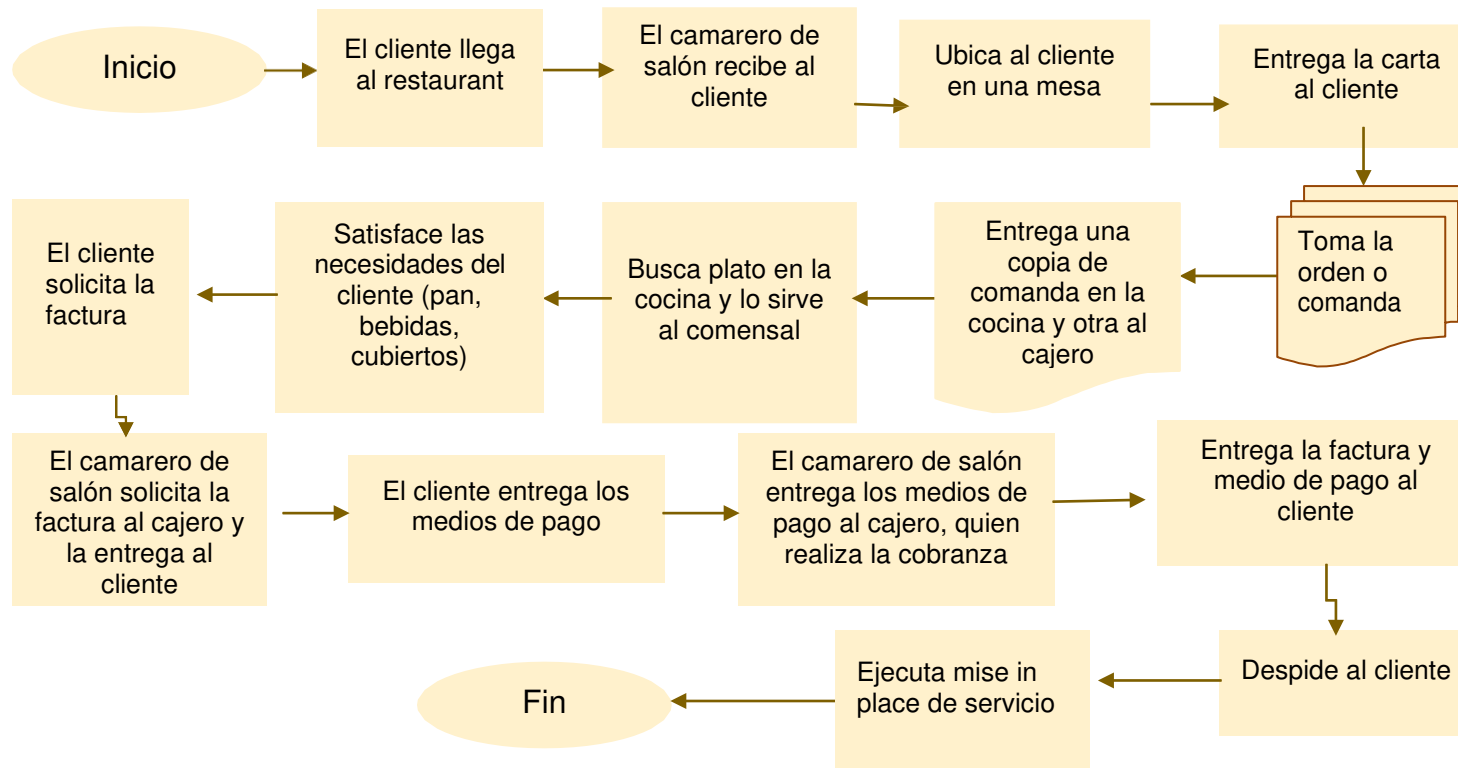 Inicio
El cliente llega
al restaurant
El camarero de
salón recibe al
cliente
Ubica al cliente
en una mesa
Entrega la carta
al cliente
Toma la
orden o
comanda
Entrega una
copia de
comanda en la
cocina y otra al
cajero
Busca plato en la
cocina y lo sirve
al comensal
Satisface las
necesidades del
cliente (pan,
bebidas,
cubiertos)
El cliente
solicita la
factura
El camarero de
salón solicita la
factura al cajero y
la entrega al
cliente
El cliente entrega los
medios de pago
El camarero de salón
entrega los medios de
pago al cajero, quien
realiza la cobranza
Entrega la factura y
medio de pago al
cliente
Despide al cliente
Ejecuta mise in
place de servicio
Fin